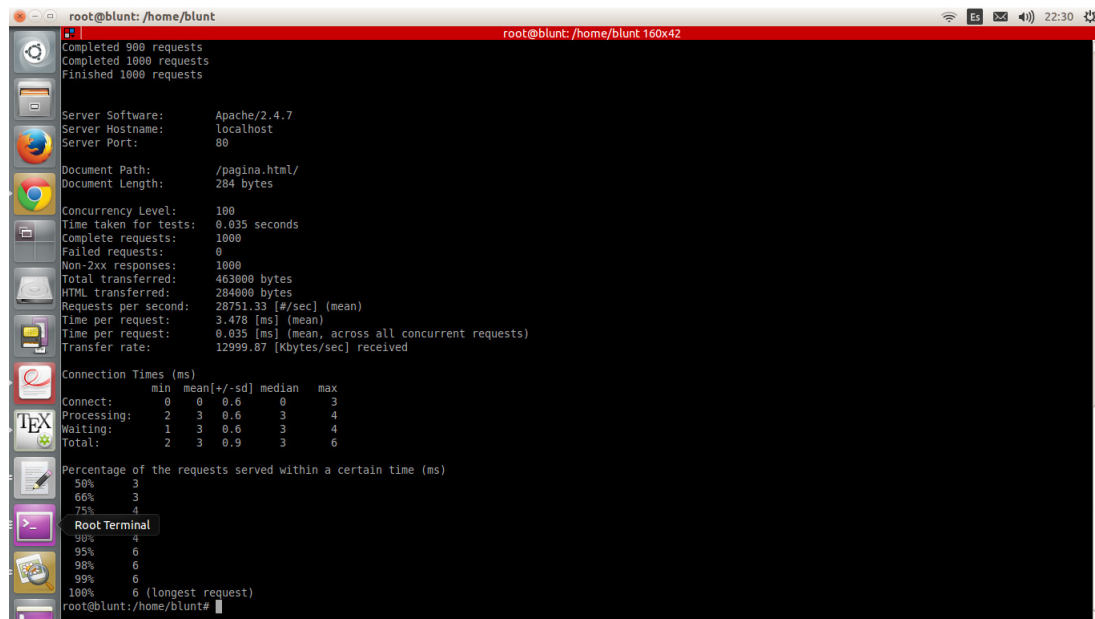 root@blunt: /home/blunt
Es
22:30
root@blunt: /home/blunt 160x42
Completed 900 requests
Completed 1000 requests
Finished 1000 requests
Server Software: Apache/2.4.7
Server Hostname: localhost
Server Port: 80
Document Path: /pagina.html/
Document Length: 284 bytes
Concurrency Level: 100
Time taken for tests: 0.035 seconds
Complete requests: 1000
Failed requests: 0
Non-2xx responses: 1000
Total transferred: 463000 bytes
HTML transferred: 284000 bytes
Requests per second: 28751.33 [#/sec] (mean)
Time per request: 3.478 [ms] (mean)
Time per request: 0.035 [ms] (mean, across all concurrent requests)
Transfer rate: 12999.87 [Kbytes/sec] received
Connection Times (ms)
min mean[+/-sd] median max
Connect: 0 0 0.6 0 3
Processing: 2 3 0.6 3 4
Waiting: 1 3 0.6 3 4
Total: 2 3 0.9 3 6
Percentage of the requests served within a certain time (ms)
50% 3
66% 3
75% 4
Root Terminal
90% 4
95% 6
98% 6
99% 6
100% 6 (longest request)
root@blunt:/home/blunt#
TEX